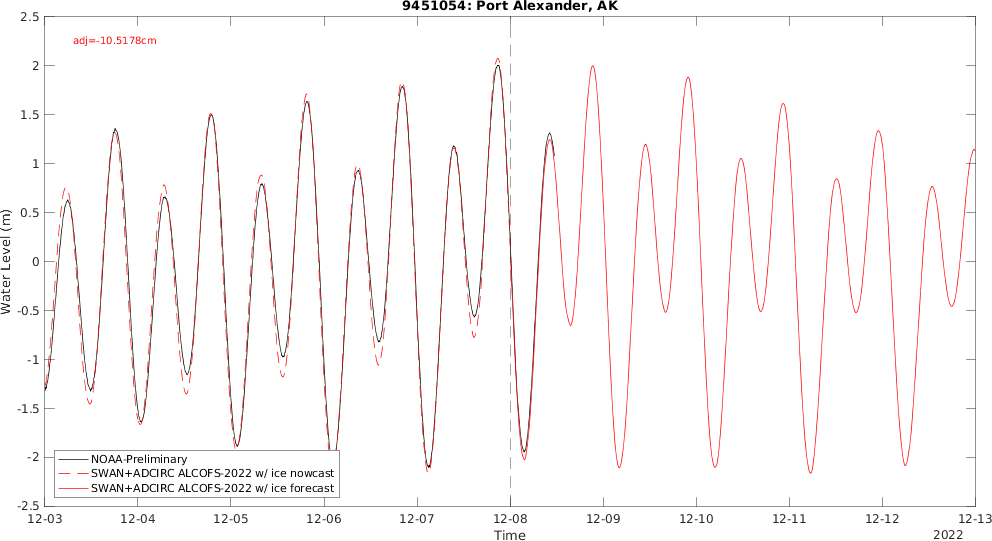 9451054: Port Alexander, AK
adj=-10.5178cm
2.5
2
1.5
1
0.5
0
-0.5
-1
-1.5
-2
-2.5
Water Level (m)
NOAA-Preliminary
SWAN+ADCIRC ALCOFS-2022 w/ ice nowcast
SWAN+ADCIRC ALCOFS-2022 w/ ice forecast
12-03 12-04 12-05 12-06 12-07 12-08 12-09 12-10 12-11 12-12 12-13
Time
2022